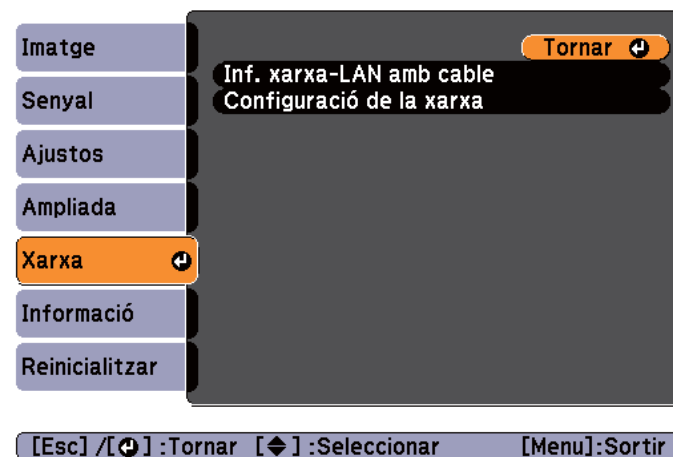 Imatge
Senyal
Ajustos
Ampliada
Xarxa
Informació
Reinicialitzar
Tornar
Inf. xarxa-LAN amb cable
Configuració de la xarxa
[Esc] /[⏎] :Tornar [◆] :Seleccionar [Menu]:Sortir